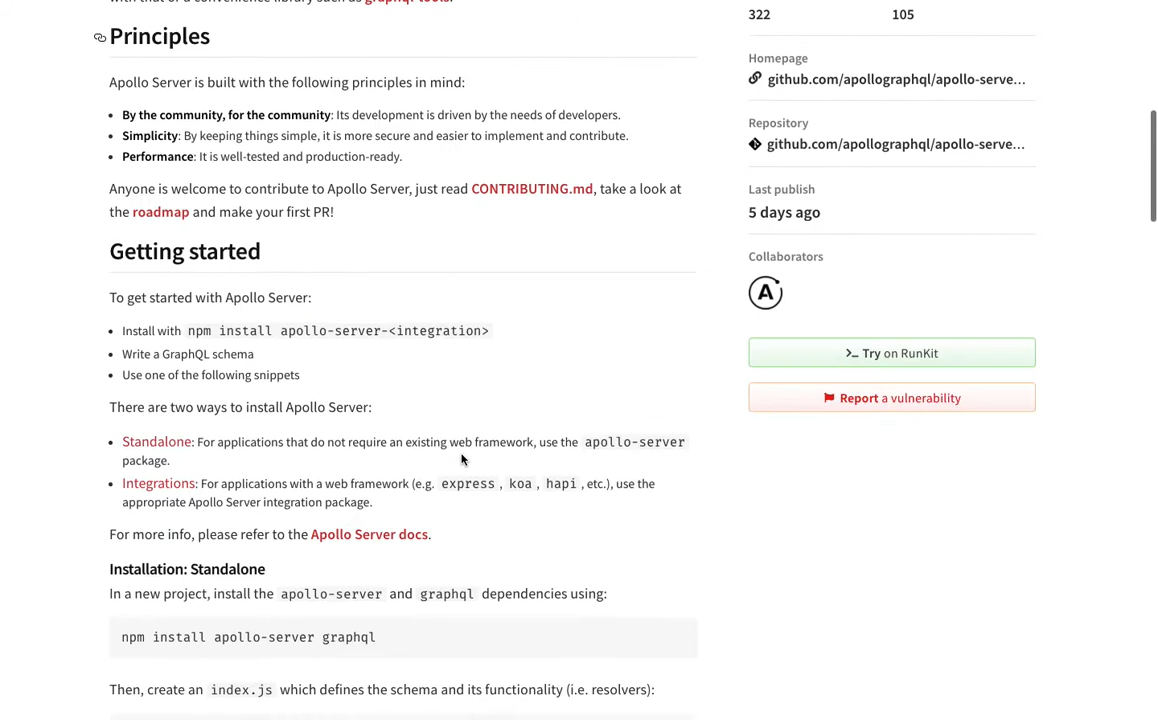 with that of a convenience library such as graphql-tools.
Principles
Apollo Server is built with the following principles in mind:
By the community, for the community: Its development is driven by the needs of developers.
Simplicity: By keeping things simple, it is more secure and easier to implement and contribute.
Performance: It is well-tested and production-ready.
Anyone is welcome to contribute to Apollo Server, just read CONTRIBUTING.md, take a look at
the roadmap and make your first PR!
Getting started
To get started with Apollo Server:
Install with npm install apollo-server-<integration>
Write a GraphQL schema
Use one of the following snippets
There are two ways to install Apollo Server:
Standalone: For applications that do not require an existing web framework, use the apollo-server
package.
Integrations: For applications with a web framework (e.g. express, koa, hapi, etc.), use the
appropriate Apollo Server integration package.
For more info, please refer to the Apollo Server docs.
Installation: Standalone
In a new project, install the apollo-server and graphql dependencies using:
npm install apollo-server graphql
Then, create an index.js which defines the schema and its functionality (i.e. resolvers):
322 105
Homepage
github.com/apollographql/apollo-serve...
Repository
github.com/apollographql/apollo-serve...
Last publish
5 days ago
Collaborators
A
>_ Try on RunKit
Report a vulnerability